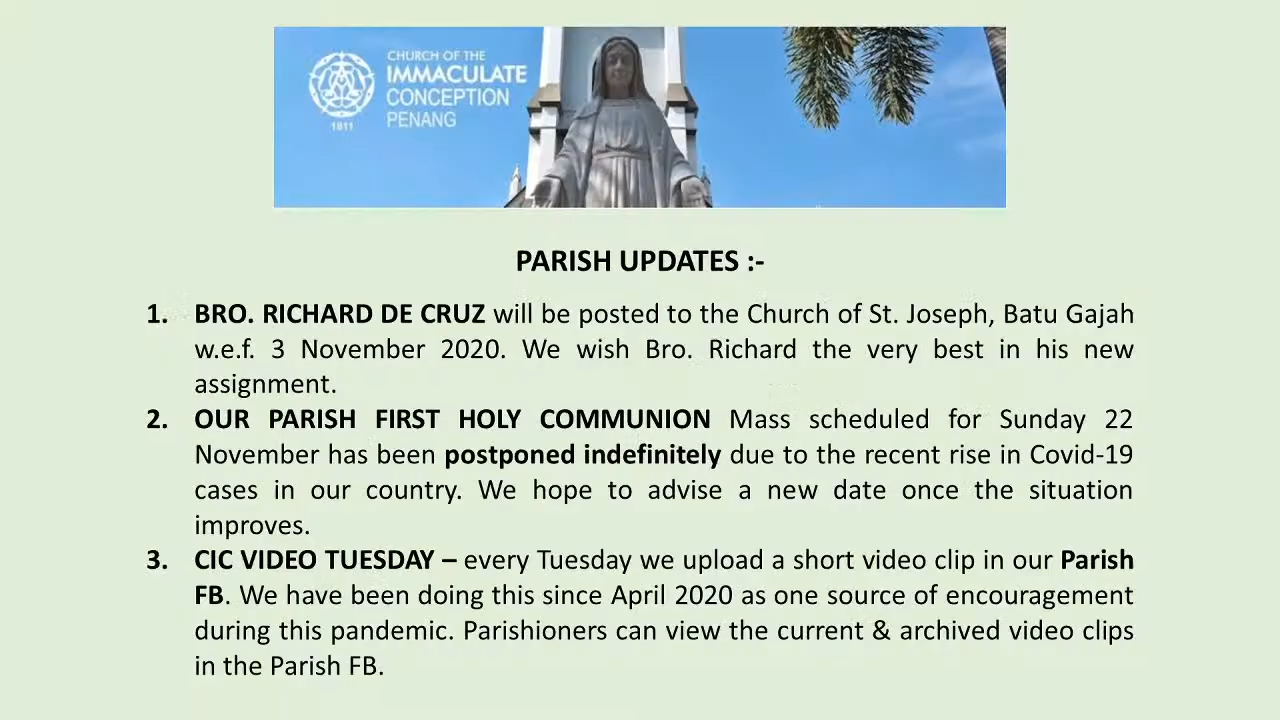 CHURCH OF THE
IMMACULATE
CONCEPTION
PENANG
1811
PARISH UPDATES :-
1. BRO. RICHARD DE CRUZ will be posted to the Church of St. Joseph, Batu Gajah
w.e.f. 3 November 2020. We wish Bro. Richard the very best in his new
assignment.
2. OUR PARISH FIRST HOLY COMMUNION Mass scheduled for Sunday 22
November has been postponed indefinitely due to the recent rise in Covid-19
cases in our country. We hope to advise a new date once the situation
improves.
3. CIC VIDEO TUESDAY – every Tuesday we upload a short video clip in our Parish
FB. We have been doing this since April 2020 as one source of encouragement
during this pandemic. Parishioners can view the current & archived video clips
in the Parish FB.